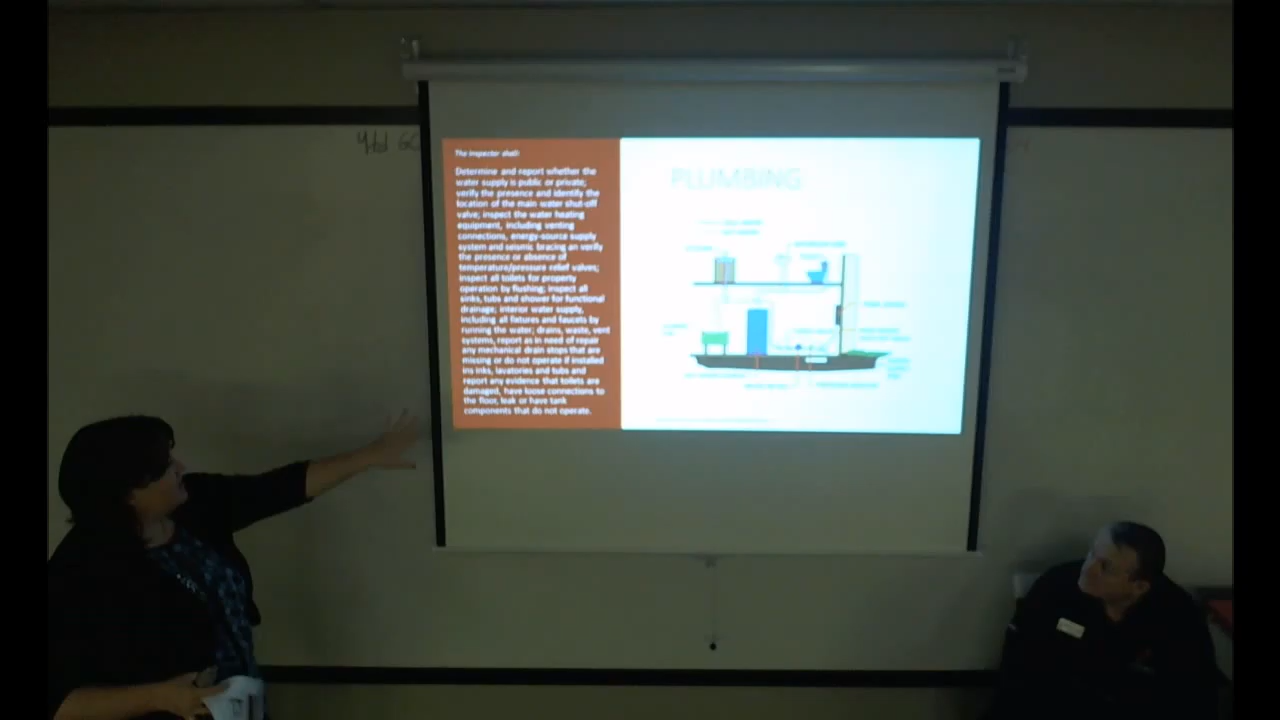 Ytd GC
The inspector shall:
Determine and report whether the
water supply is public or private;
verify the presence and identify the
location of the main water shut-off
valve; inspect the water heating
equipment, including venting
connections, energy-source supply
system and seismic bracing an verify
the presence or absence of
temperature/pressure relief valves;
inspect all toilets for property
operation by flushing; inspect all
sinks, tubs and shower for functional
drainage; interior water supply,
including all fixtures and faucets by
running the water; drains, waste, vent
systems, report as in need of repair
any mechanical drain stops that are
missing or do not operate if installed
ins inks, lavatories and tubs and
report any evidence that toilets are
damaged, have loose connections to
the floor, leak or have tank
components that do not operate.
PLUMBING